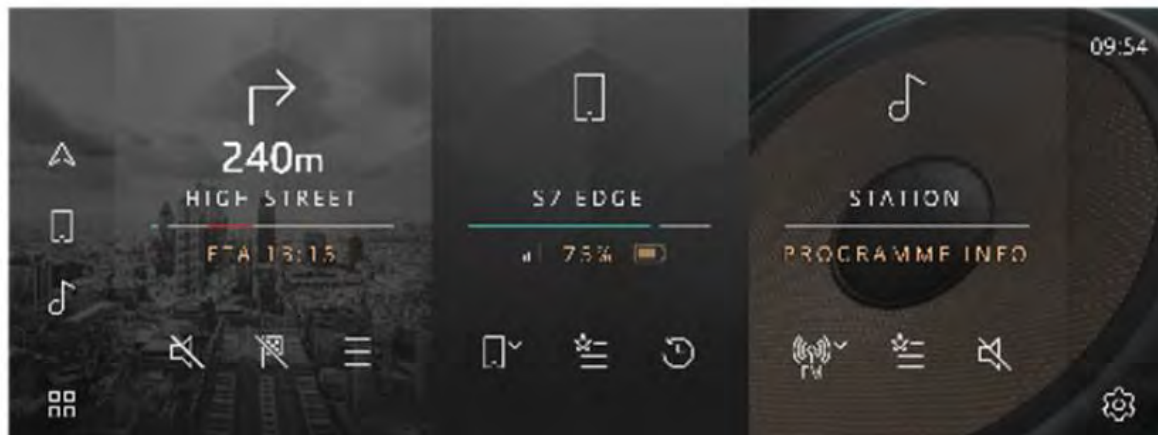 09:54
240m
HIGH STREET
ETA 13:15
S7 EDGE
75%
STATION
PROGRAMME INFO
FM